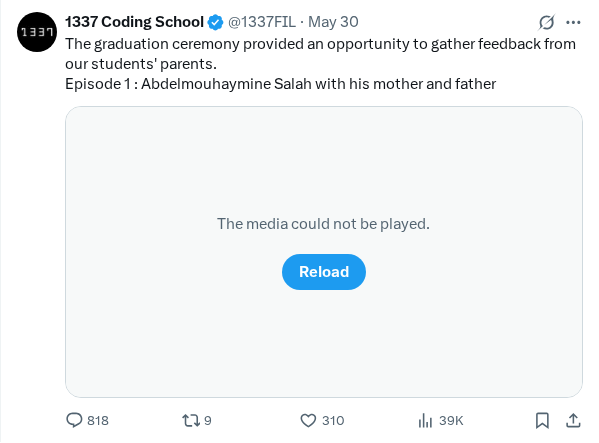 1337
1337 Coding School @1337FIL · May 30
The graduation ceremony provided an opportunity to gather feedback from
our students' parents.
Episode 1 : Abdelmouhaymine Salah with his mother and father
The media could not be played.
Reload
818 9 310 39K